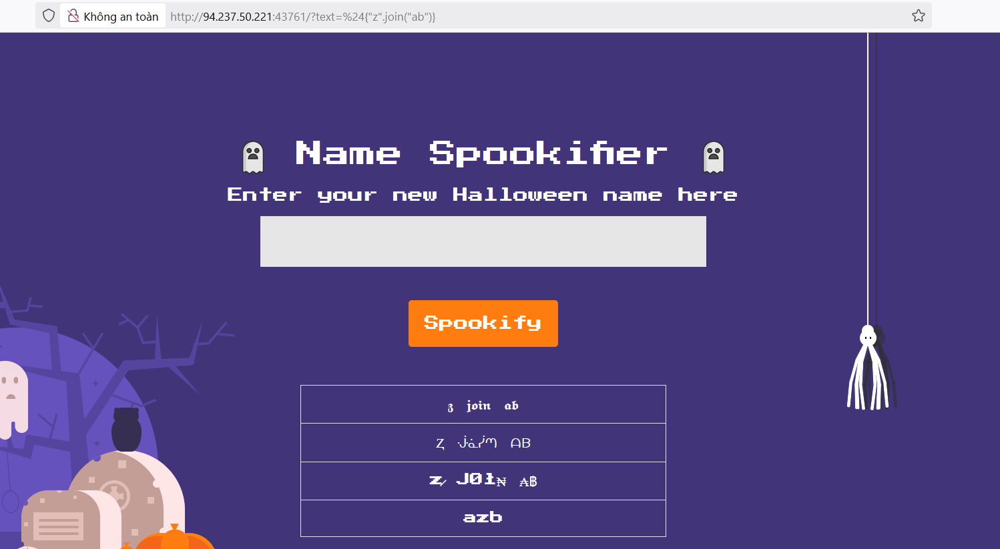 Không an toàn http://94.237.50.221:43761/?text=%24{"z".join("ab")}
Name Spookifier
Enter your new Halloween name here
Spookify
𝖟 𝖏𝖔𝖎𝖓 𝖆𝖇
azb